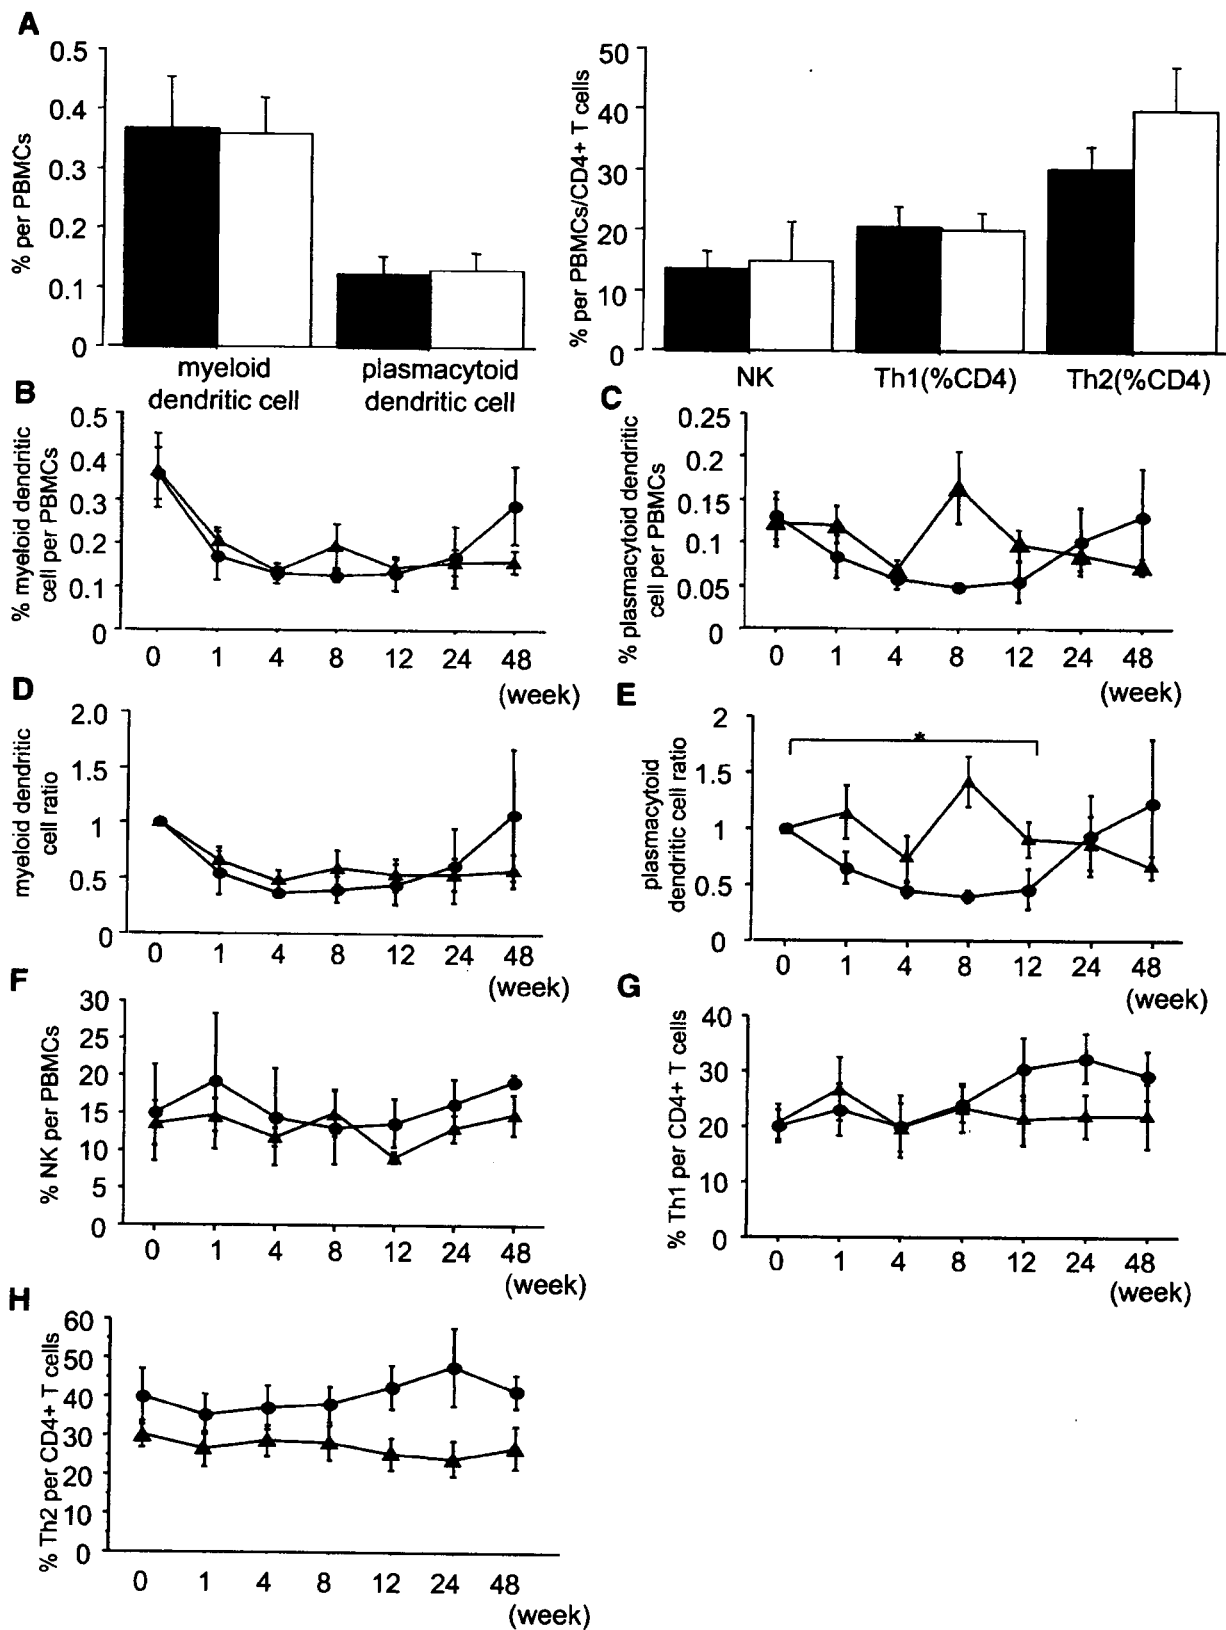 A
0.5
0.4
0.3
0.2
0.1
0
% per PBMCs
myeloid
dendritic cell
plasmacytoid
dendritic cell
50
40
30
20
10
0
% per PBMCs/CD4+ T cells
NK
Th1(%CD4)
Th2(%CD4)
B
0.5
0.4
0.3
0.2
0.1
0
% myeloid dendritic
cell per PBMCs
0 1 4 8 12 24 48
(week)
C
0.25
0.2
0.15
0.1
0.05
0
% plasmacytoid dendritic
cell per PBMCs
0 1 4 8 12 24 48
(week)
D
2.0
1.5
1
0.5
0
myeloid dendritic
cell ratio
0 1 4 8 12 24 48
(week)
E
2
1.5
1
0.5
0
plasmacytoid
dendritic cell ratio
*
0 1 4 8 12 24 48
(week)
F
30
25
20
15
10
5
0
% NK per PBMCs
0 1 4 8 12 24 48
(week)
G
40
30
20
10
0
% Th1 per CD4+ T cells
0 1 4 8 12 24 48
(week)
H
60
50
40
30
20
10
0
% Th2 per CD4+ T cells
0 1 4 8 12 24 48
(week)